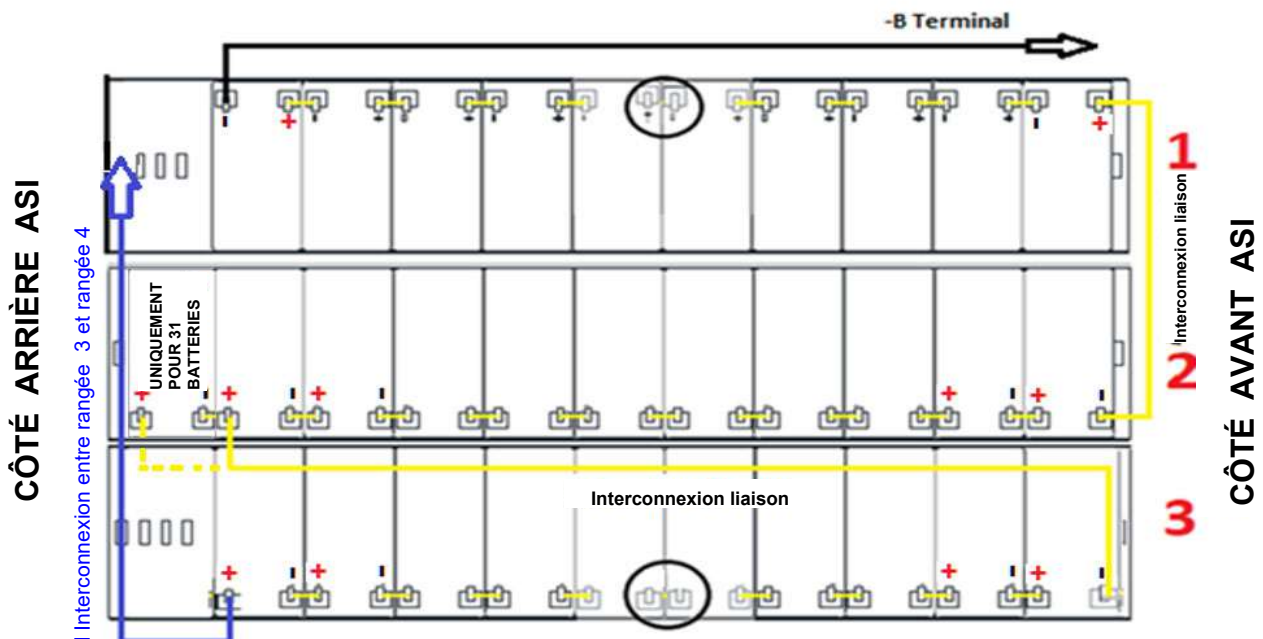 -B Terminal
CÔTÉ ARRIÈRE ASI
Interconnexion entre rangée 3 et rangée 4
1
Interconnexion liaison
CÔTÉ AVANT ASI
UNIQUEMENT
POUR 31
BATTERIES
2
Interconnexion liaison
3